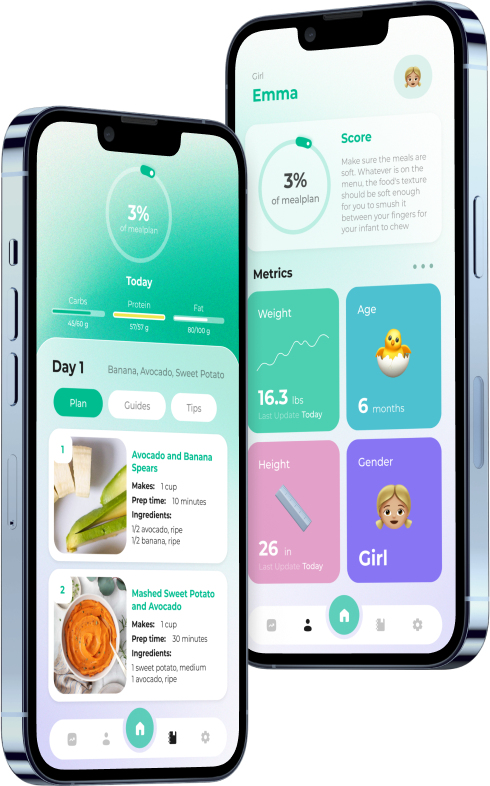 3%
of mealplan
Today
Carbs
Protein
Fat
45/60 g
57/57 g
80/100 g
Day 1
Banana, Avocado, Sweet Potato
Plan
Guides
Tips
1
Avocado and Banana
Spears
Makes: 1 cup
Prep time: 10 minutes
Ingredients:
1/2 avocado, ripe
1/2 banana, ripe
2
Mashed Sweet Potato
and Avocado
Makes: 1 cup
Prep time: 30 minutes
Ingredients:
1 sweet potato, medium
1 avocado, ripe
Girl
Emma
3%
of mealplan
Score
Make sure the meals are
soft. Whatever is on the
menu, the food's texture
should be soft enough
for you to smush it
between your fingers for
your infant to chew
Metrics
Weight
16.3 lbs
Last Update Today
Age
6 months
Height
26 in
Last Update Today
Gender
Girl